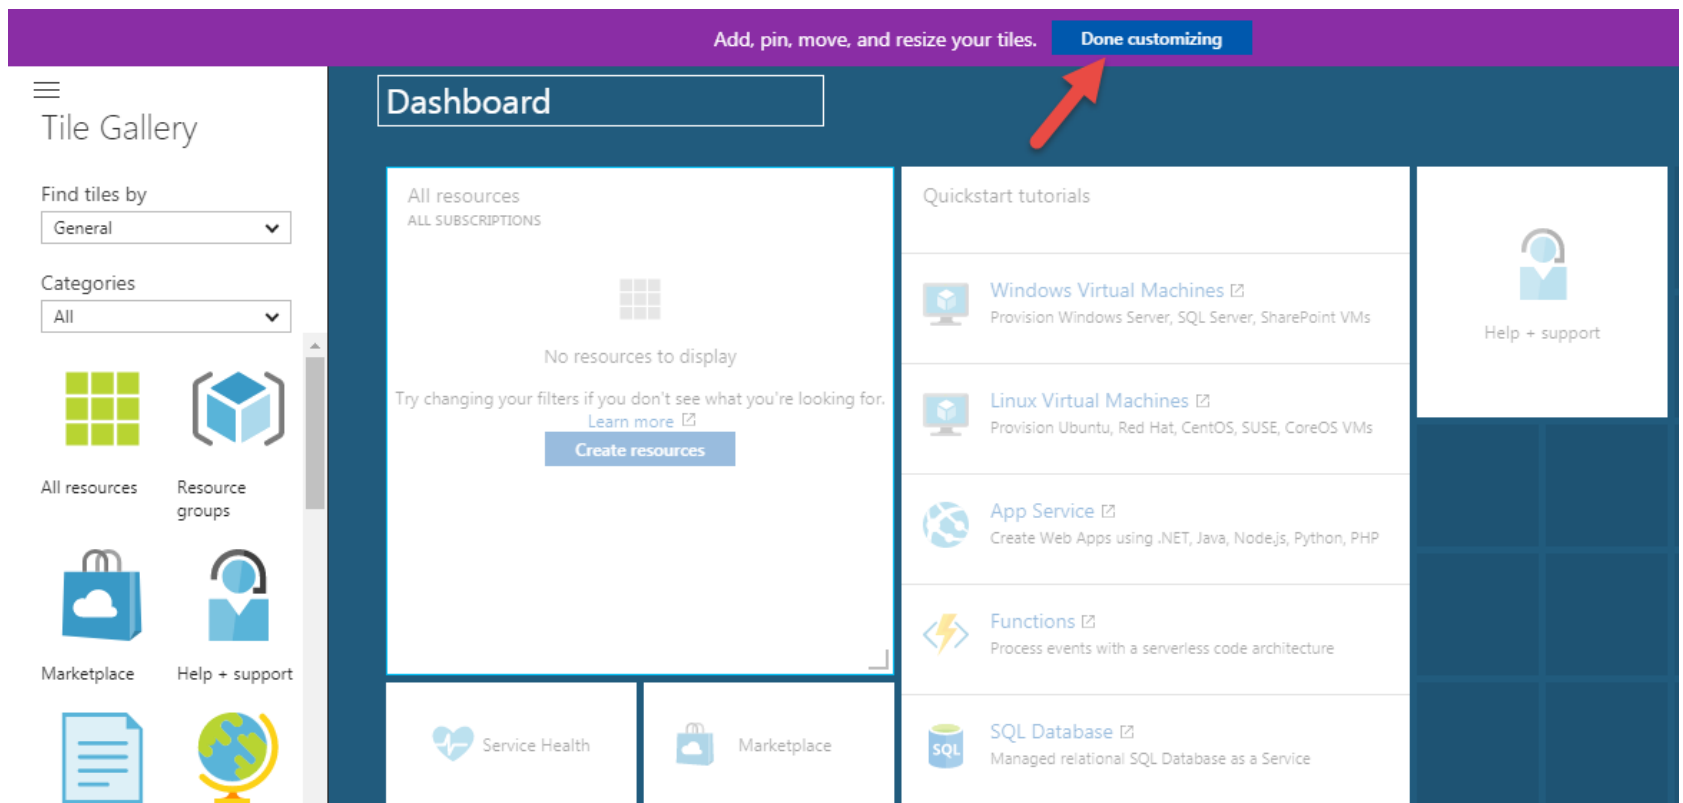 Add, pin, move, and resize your tiles.
Done customizing
Tile Gallery
Find tiles by
General
Categories
All
All resources
Resource
groups
Marketplace
Help + support
Dashboard
All resources
ALL SUBSCRIPTIONS
No resources to display
Try changing your filters if you don't see what you're looking for.
Learn more
Create resources
Service Health
Marketplace
Quickstart tutorials
Windows Virtual Machines
Provision Windows Server, SQL Server, SharePoint VMs
Linux Virtual Machines
Provision Ubuntu, Red Hat, CentOS, SUSE, CoreOS VMs
App Service
Create Web Apps using .NET, Java, Node.js, Python, PHP
Functions
Process events with a serverless code architecture
SQL
SQL Database
Managed relational SQL Database as a Service
Help + support